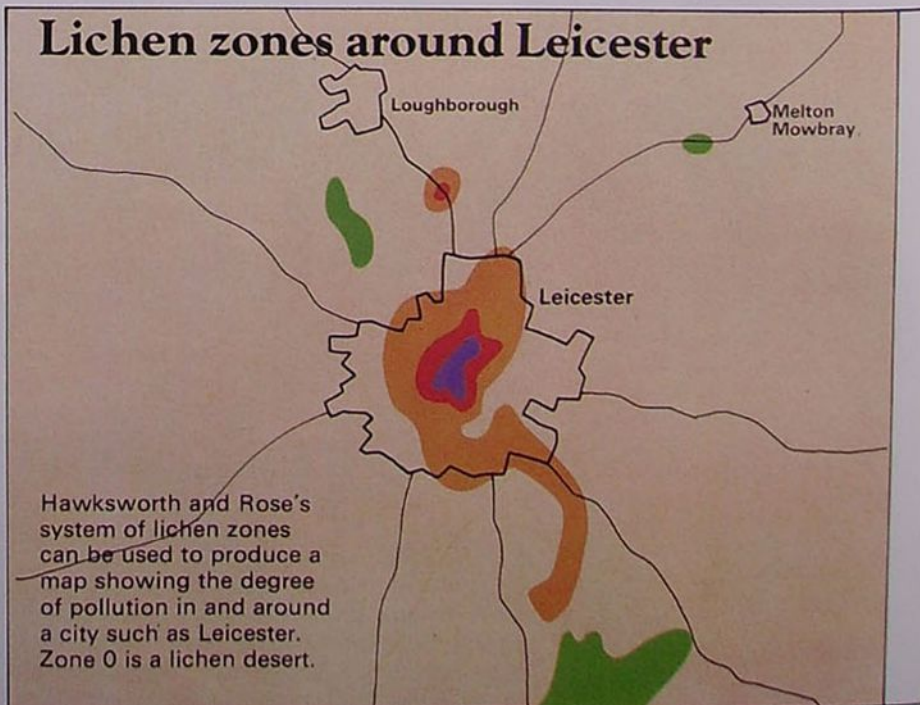 Lichen zones around Leicester
Loughborough
Melton
Mowbray
Leicester
Hawksworth and Rose's
system of lichen zones
can be used to produce a
map showing the degree
of pollution in and around
a city such as Leicester.
Zone 0 is a lichen desert.